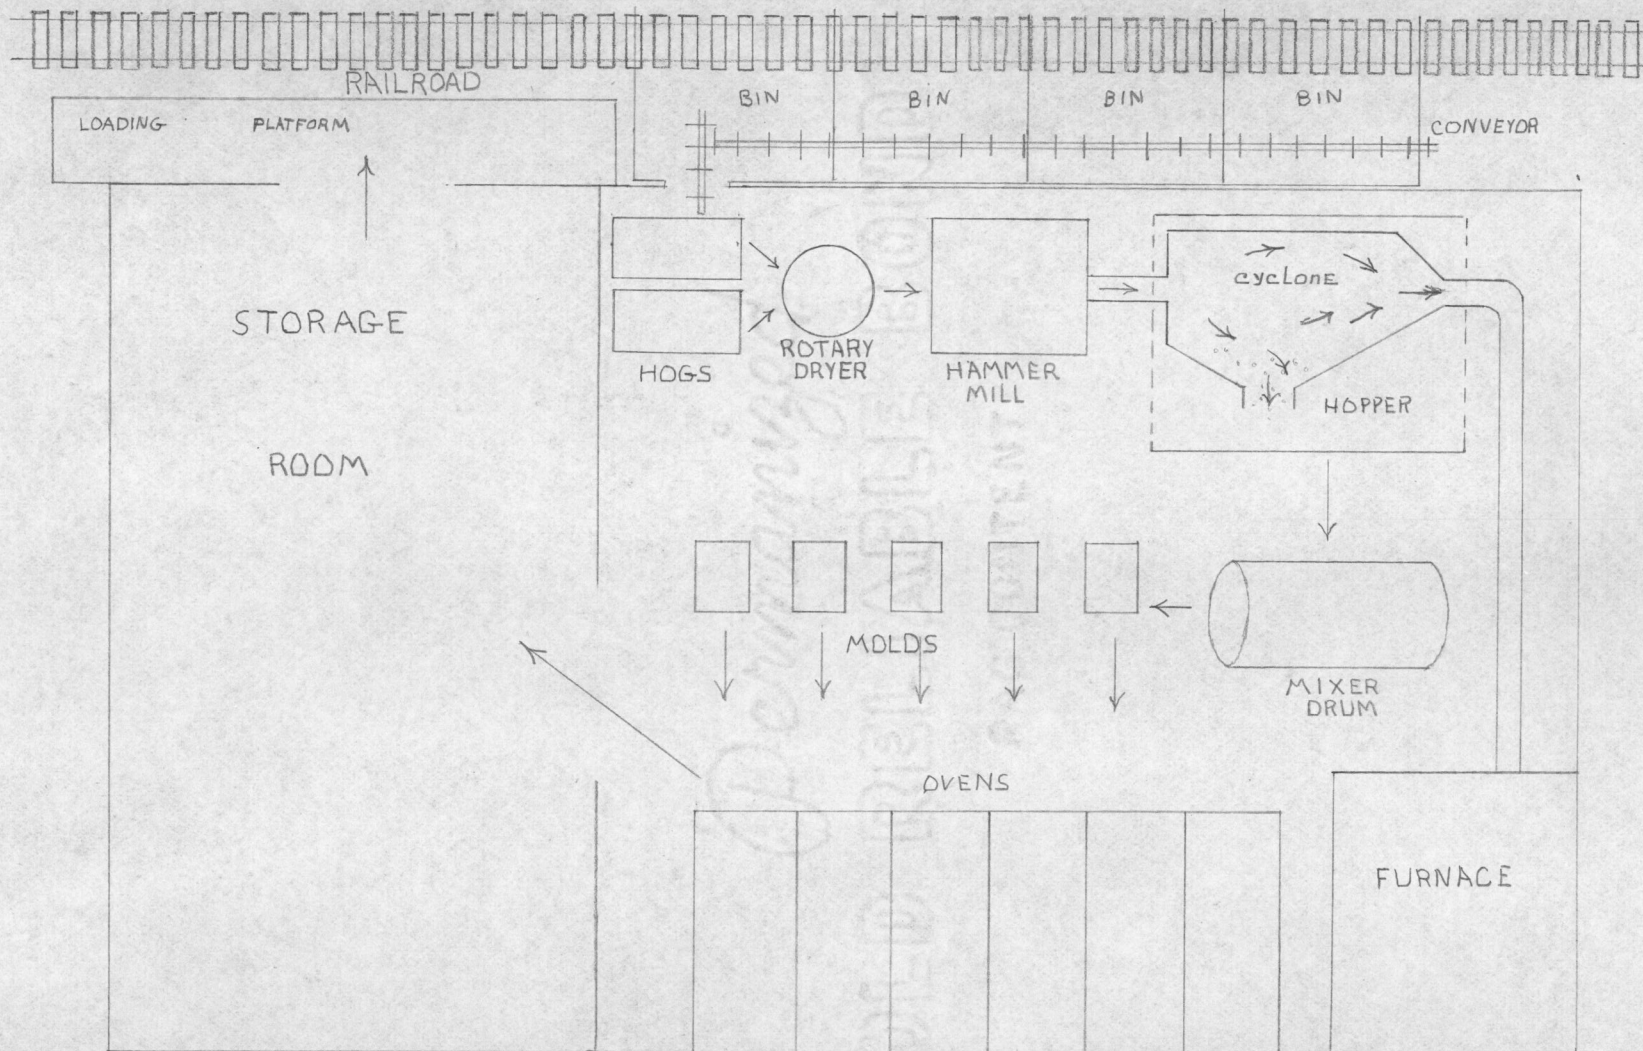 RAILROAD
BIN
BIN
BIN
BIN
LOADING PLATFORM
CONVEYOR
STORAGE
ROOM
HOGS
ROTARY
DRYER
HAMMER
MILL
CYCLONE
HOPPER
MOLDS
MIXER
DRUM
OVENS
FURNACE